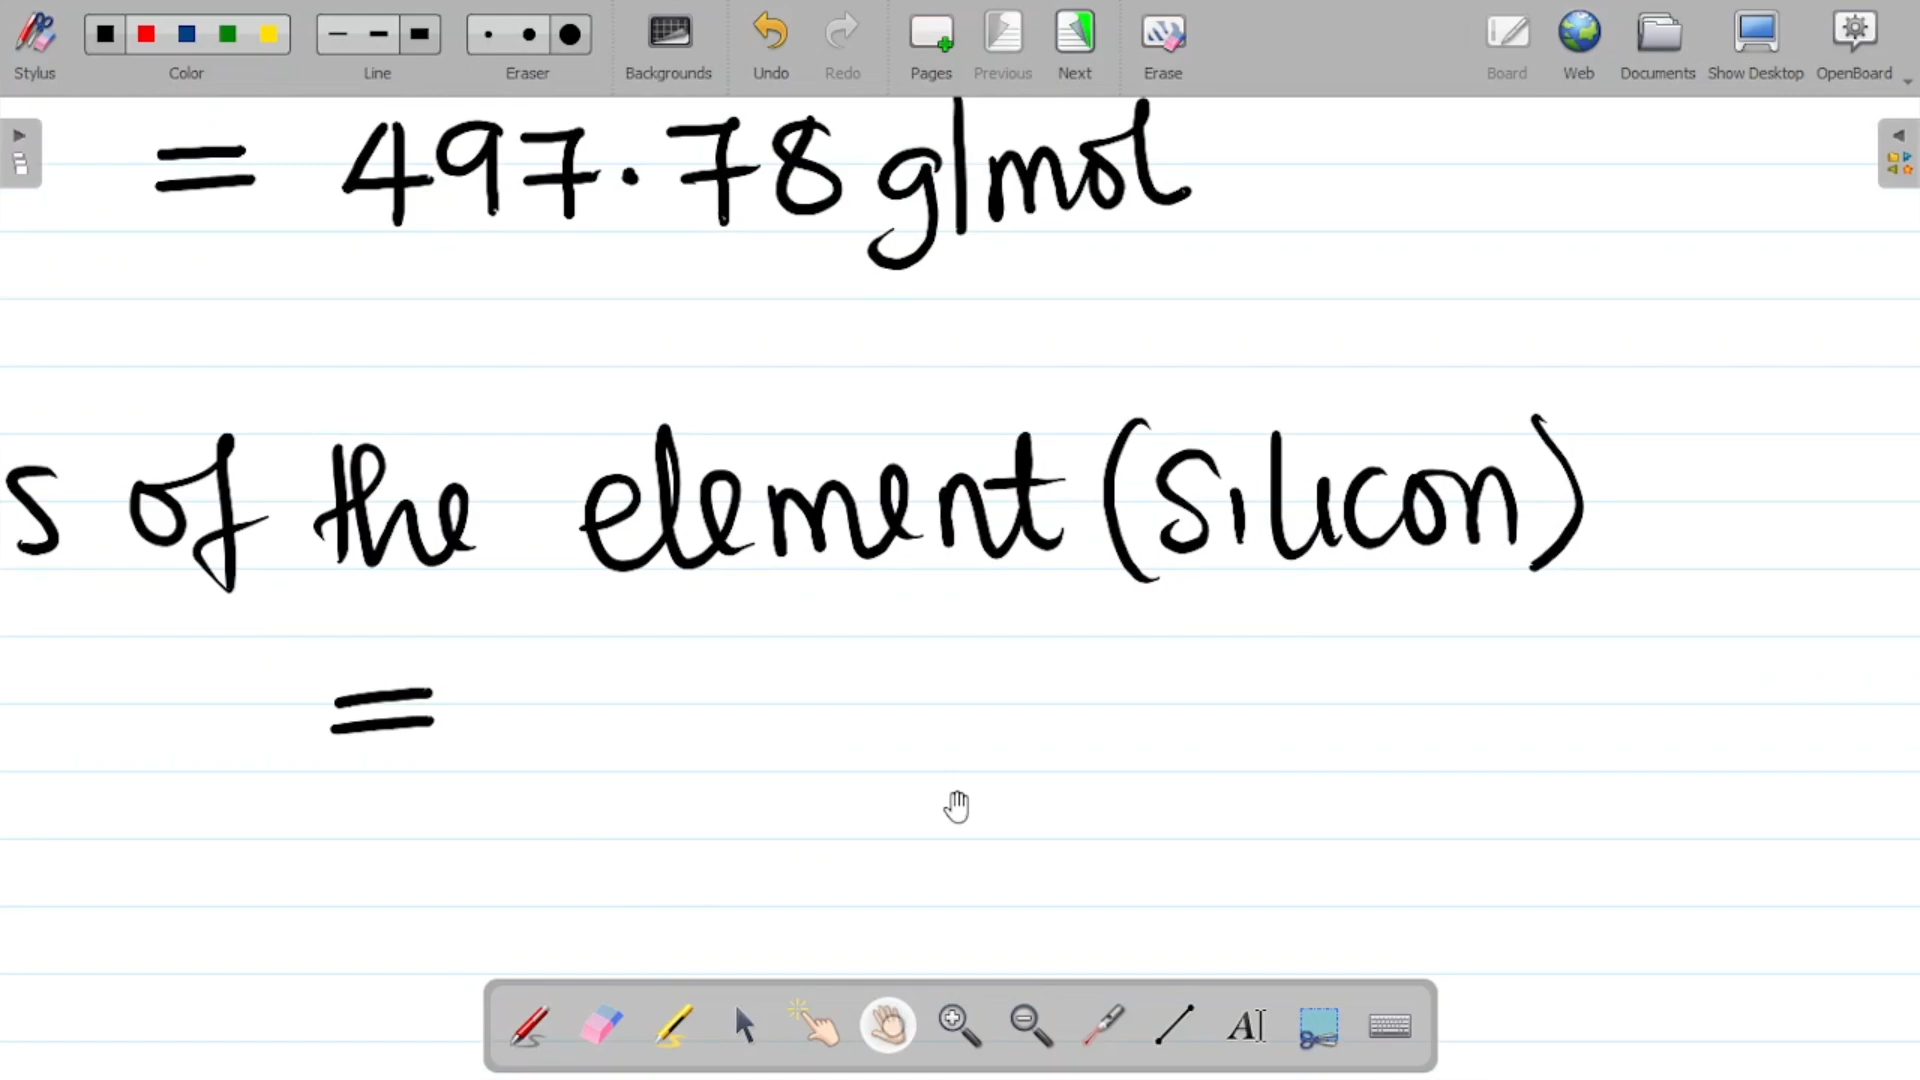 Stylus Color Line Eraser Backgrounds Undo Redo Pages Previous Next Erase Board Web Documents Show Desktop OpenBoard
= 497.78 g/mol
s of the element (Silicon)
=
AI